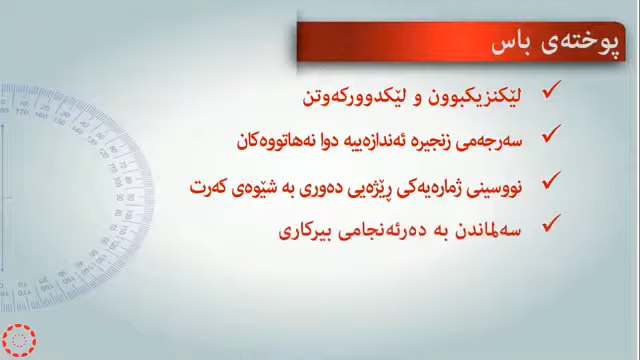 پوختەی باس
لێکنزیکبوون و لێکدوورکەوتن
سەرجەمی زنجیرە ئەندازەییە دوا نەهاتووەکان
نووسینی ژمارەیەکی ڕێژەیی دەوری بە شێوەی کەرت
سەلماندن بە دەرئەنجامی بیرکاری